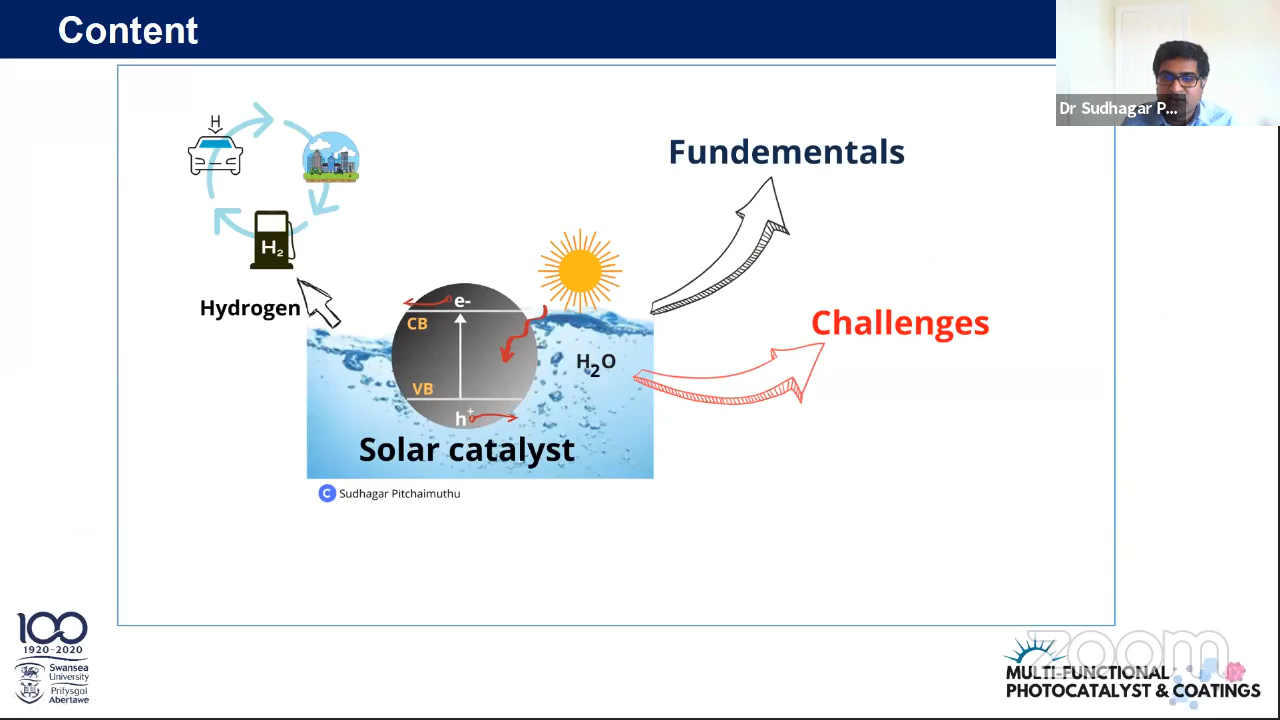 Content
Dr Sudhagar P...
H
H2
Hydrogen
e-
CB
VB
h+
H2O
Solar catalyst
Fundementals
Challenges
C Sudhagar Pitchaimuthu
100
1920-2020
Swansea
University
Prifysgol
Abertawe
zoom
MULTI-FUNCTIONAL
PHOTOCATALYST & COATINGS